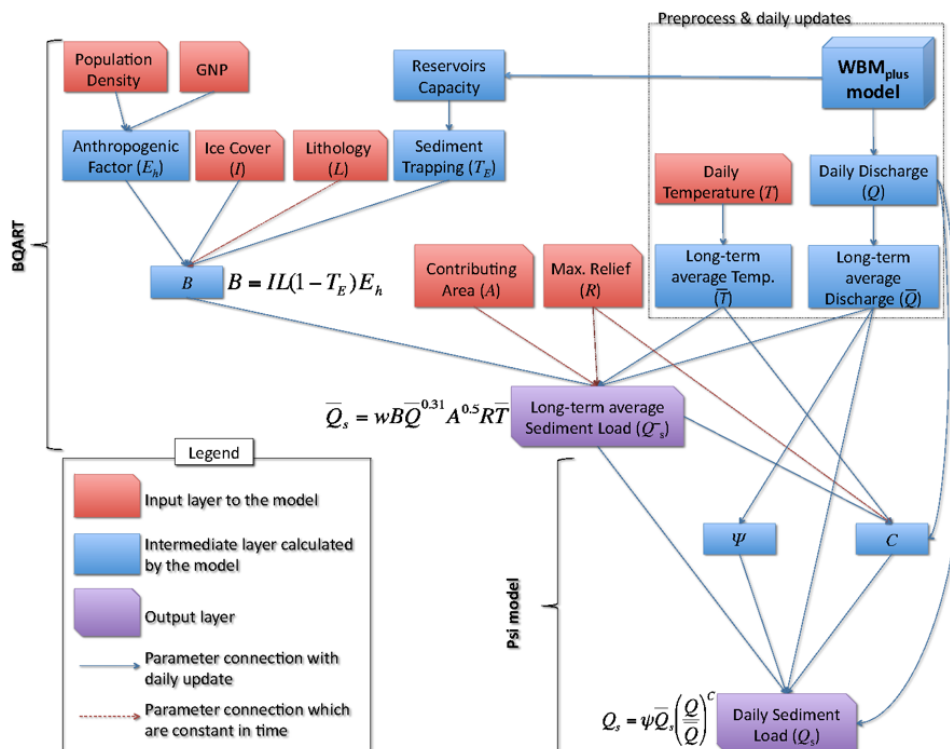 Preprocess & daily updates
Population
Density
GNP
Reservoirs
Capacity
WBMplus
model
Anthropogenic
Factor (Eh)
Ice Cover
(I)
Lithology
(L)
Sediment
Trapping (TE)
Daily
Temperature (T)
Daily Discharge
(Q)
BQART
B
B = IL(1 − TE)Eh
Contributing
Area (A)
Max. Relief
(R)
Long-term
average Temp.
(T̅)
Long-term
average
Discharge (Q̅)
Q̅s = wBQ̅^0.31 A^0.5 RT̅
Long-term average
Sediment Load (Q̅s)
Legend
Input layer to the model
Intermediate layer calculated
by the model
Output layer
Parameter connection with
daily update
Parameter connection which
are constant in time
Psi model
Ψ
C
Qs = ψQ̅s(Q/Q̅)^C
Daily Sediment
Load (Qs)